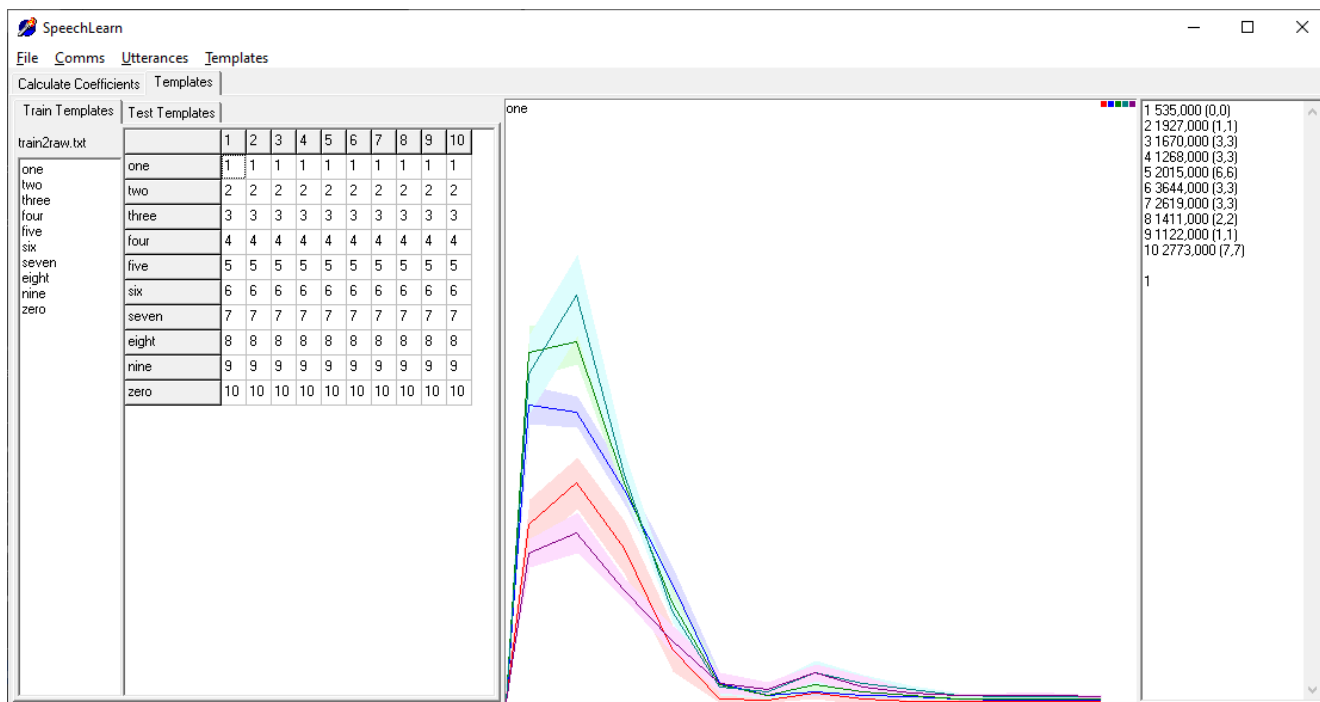 SpeechLearn
File Comms Utterances Templates
Calculate Coefficients Templates
Train Templates Test Templates
train2raw.txt
one
two
three
four
five
six
seven
eight
nine
zero
1 2 3 4 5 6 7 8 9 10
one 1 1 1 1 1 1 1 1 1 1
two 2 2 2 2 2 2 2 2 2 2
three 3 3 3 3 3 3 3 3 3 3
four 4 4 4 4 4 4 4 4 4 4
five 5 5 5 5 5 5 5 5 5 5
six 6 6 6 6 6 6 6 6 6 6
seven 7 7 7 7 7 7 7 7 7 7
eight 8 8 8 8 8 8 8 8 8 8
nine 9 9 9 9 9 9 9 9 9 9
zero 10 10 10 10 10 10 10 10 10 10
one
1 535,000 (0,0)
2 1927,000 (1,1)
3 1670,000 (3,3)
4 1268,000 (3,3)
5 2015,000 (6,6)
6 3644,000 (3,3)
7 2619,000 (3,3)
8 1411,000 (2,2)
9 1122,000 (1,1)
10 2773,000 (7,7)
1